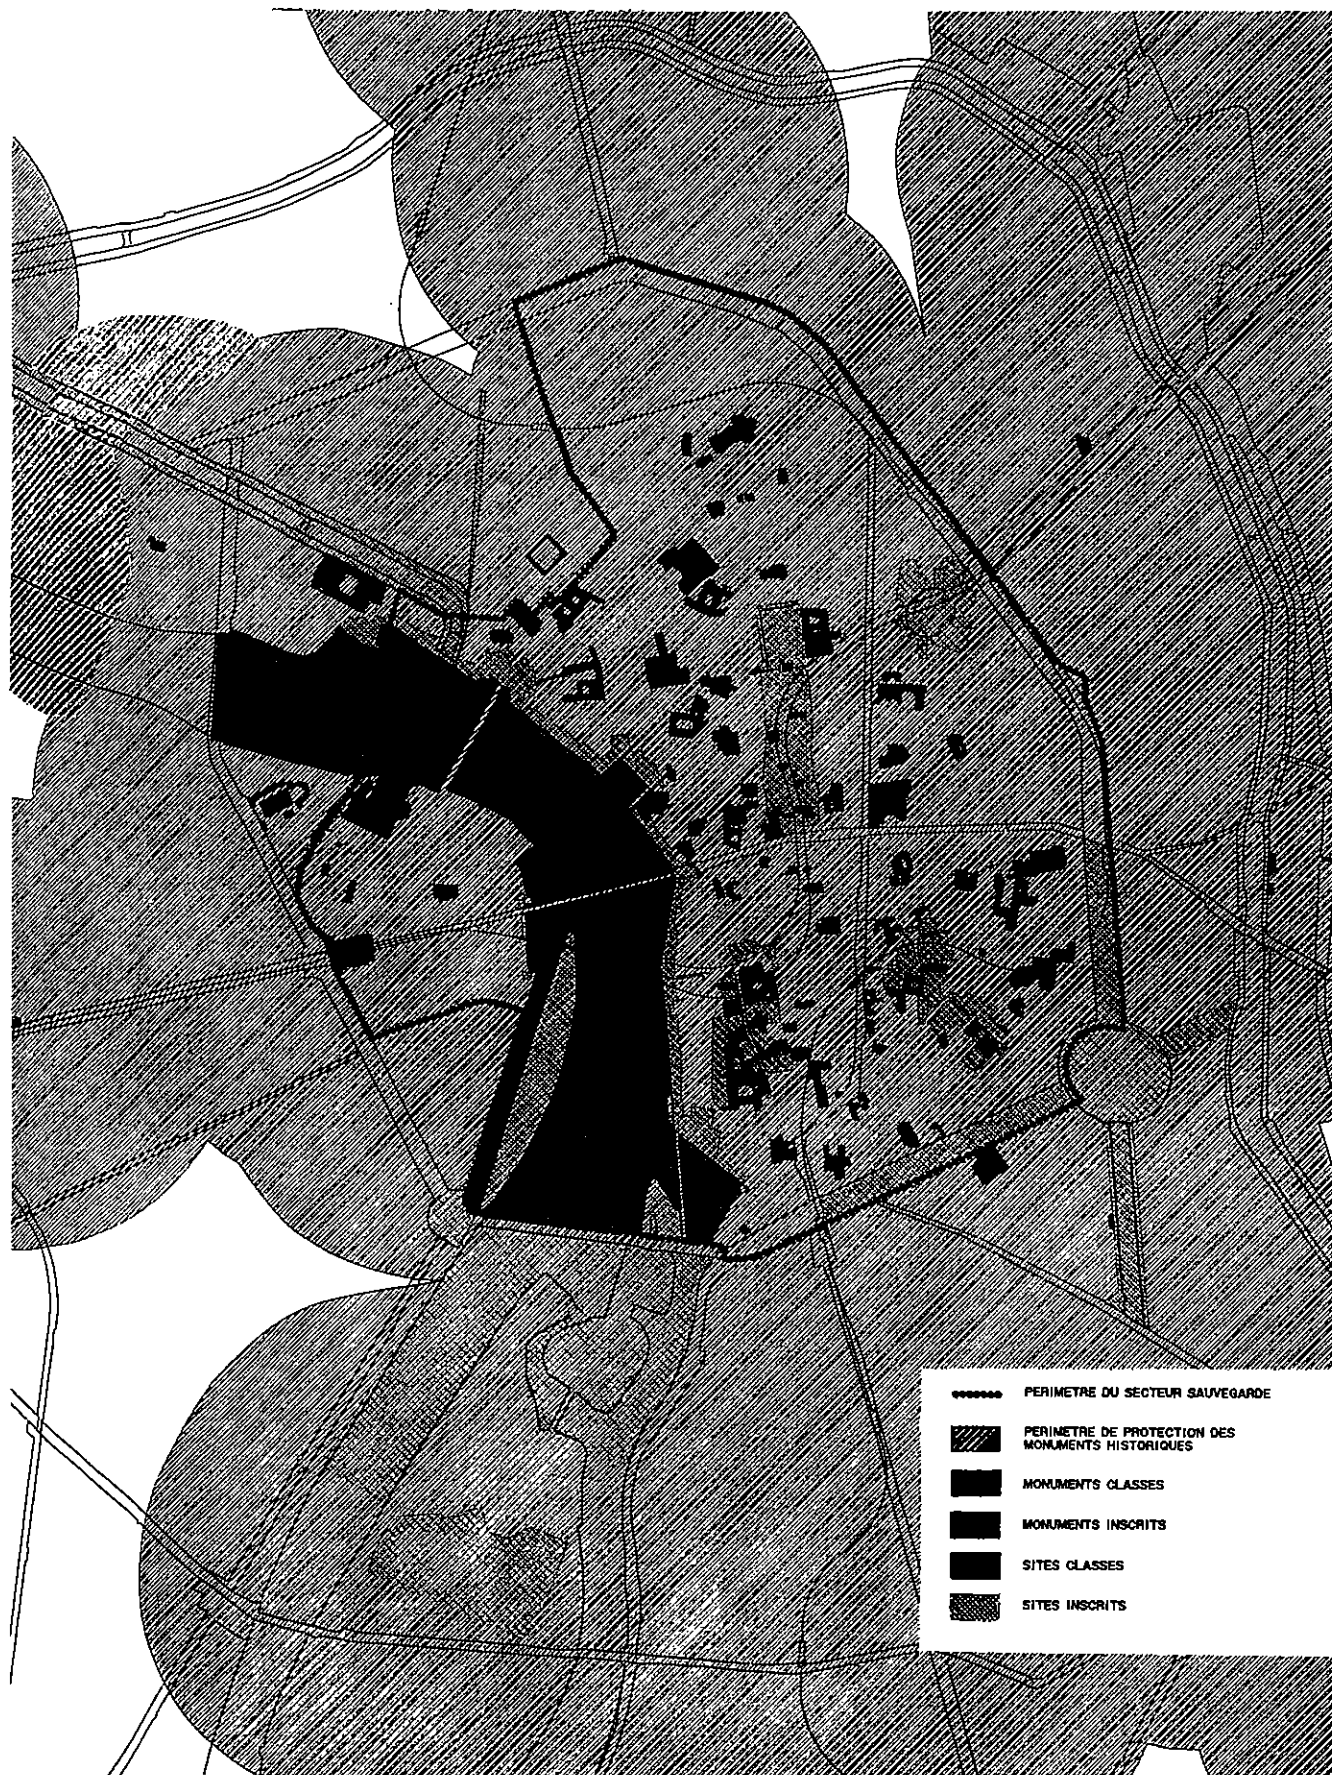 PERIMETRE DU SECTEUR SAUVEGARDE
PERIMETRE DE PROTECTION DES
MONUMENTS HISTORIQUES
MONUMENTS CLASSES
MONUMENTS INSCRITS
SITES CLASSES
SITES INSCRITS